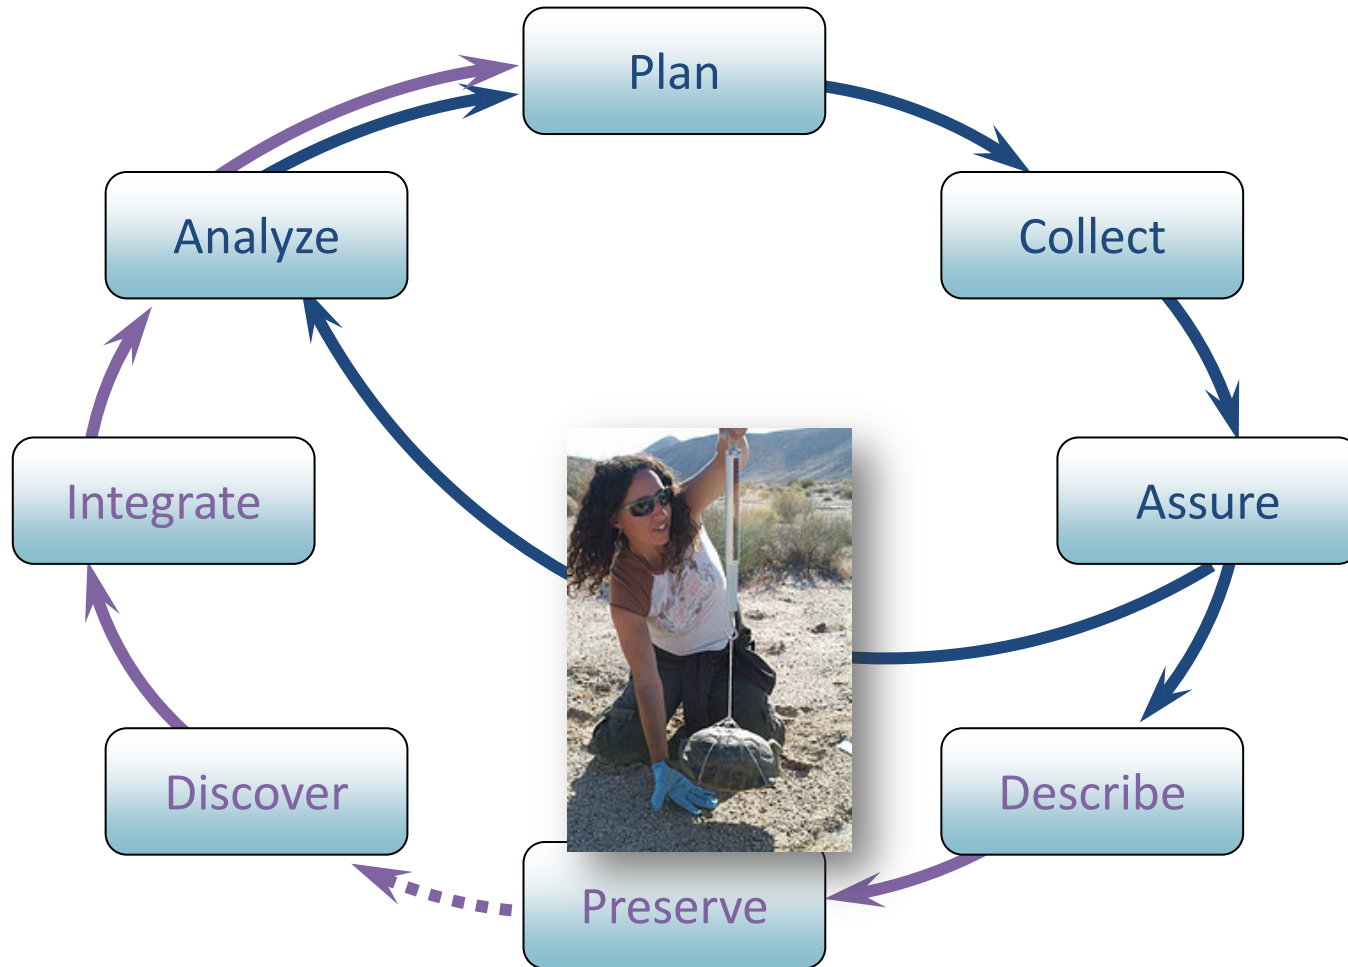 Plan
Collect
Assure
Describe
Preserve
Discover
Integrate
Analyze